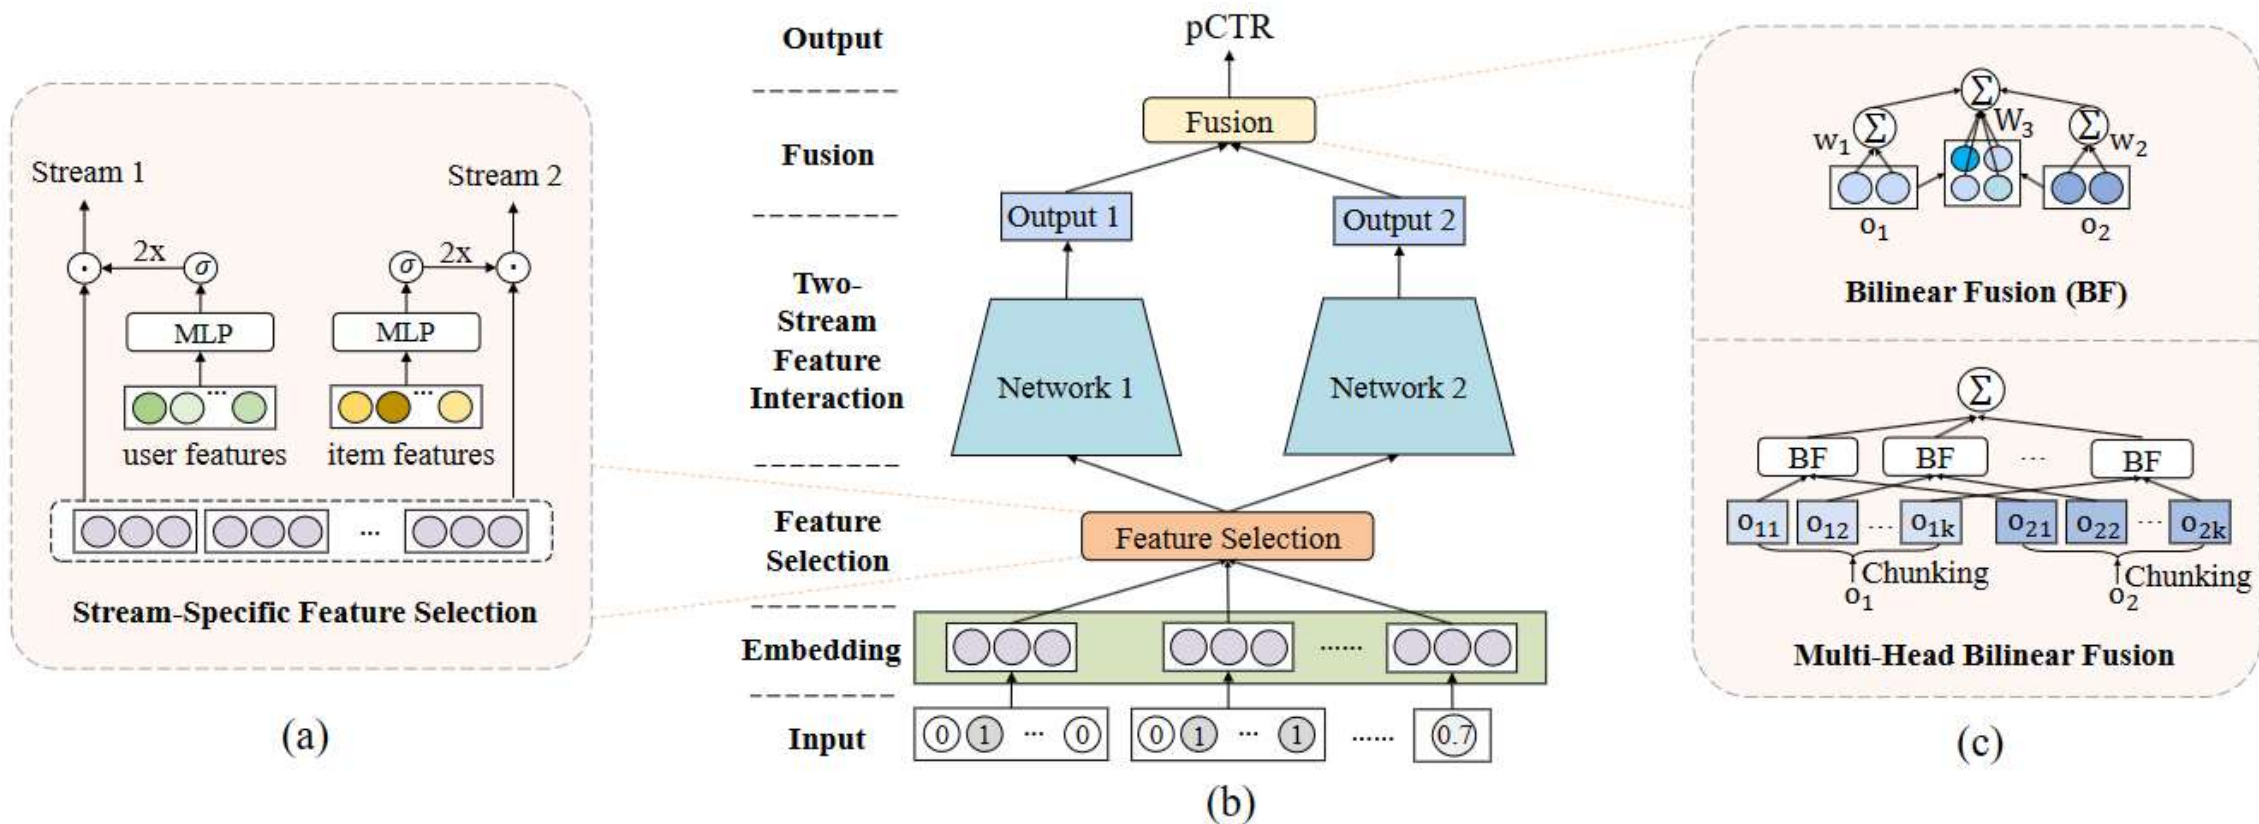 Stream 1
Stream 2
2x
σ
σ
2x
MLP
MLP
...
...
user features
item features
...
Stream-Specific Feature Selection
(a)
Output
Fusion
Two-
Stream
Feature
Interaction
Feature
Selection
Embedding
Input
pCTR
Fusion
Output 1
Output 2
Network 1
Network 2
Feature Selection
......
0 1 ... 0
0 1 ... 1
......
0.7
(b)
Σ
Σ
W3
Σ
w1
w2
o1
o2
Bilinear Fusion (BF)
Σ
BF
BF
...
BF
o11
o12
...
o1k
o21
o22
...
o2k
Chunking
Chunking
o1
o2
Multi-Head Bilinear Fusion
(c)